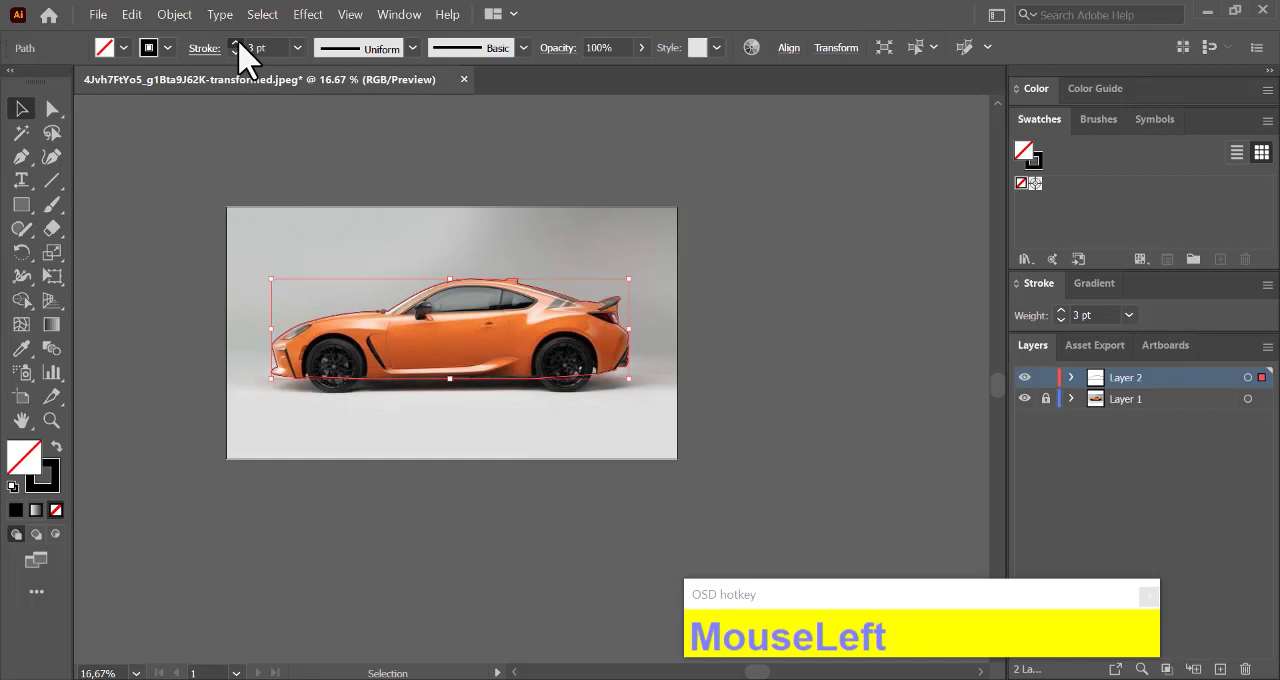 Ai File Edit Object Type Select Effect View Window Help Search Adobe Help
Path Stroke: 3 pt Uniform Basic Opacity: 100% Style: Align Transform
4Jvh7FtYo5_g1Bta9J62K-transformed.jpeg* @ 16.67 % (RGB/Preview)
Color Color Guide
Swatches Brushes Symbols
Stroke Gradient
Weight: 3 pt
Layers Asset Export Artboards
Layer 2
Layer 1
OSD hotkey
MouseLeft
16,67% 1 Selection 2 La...